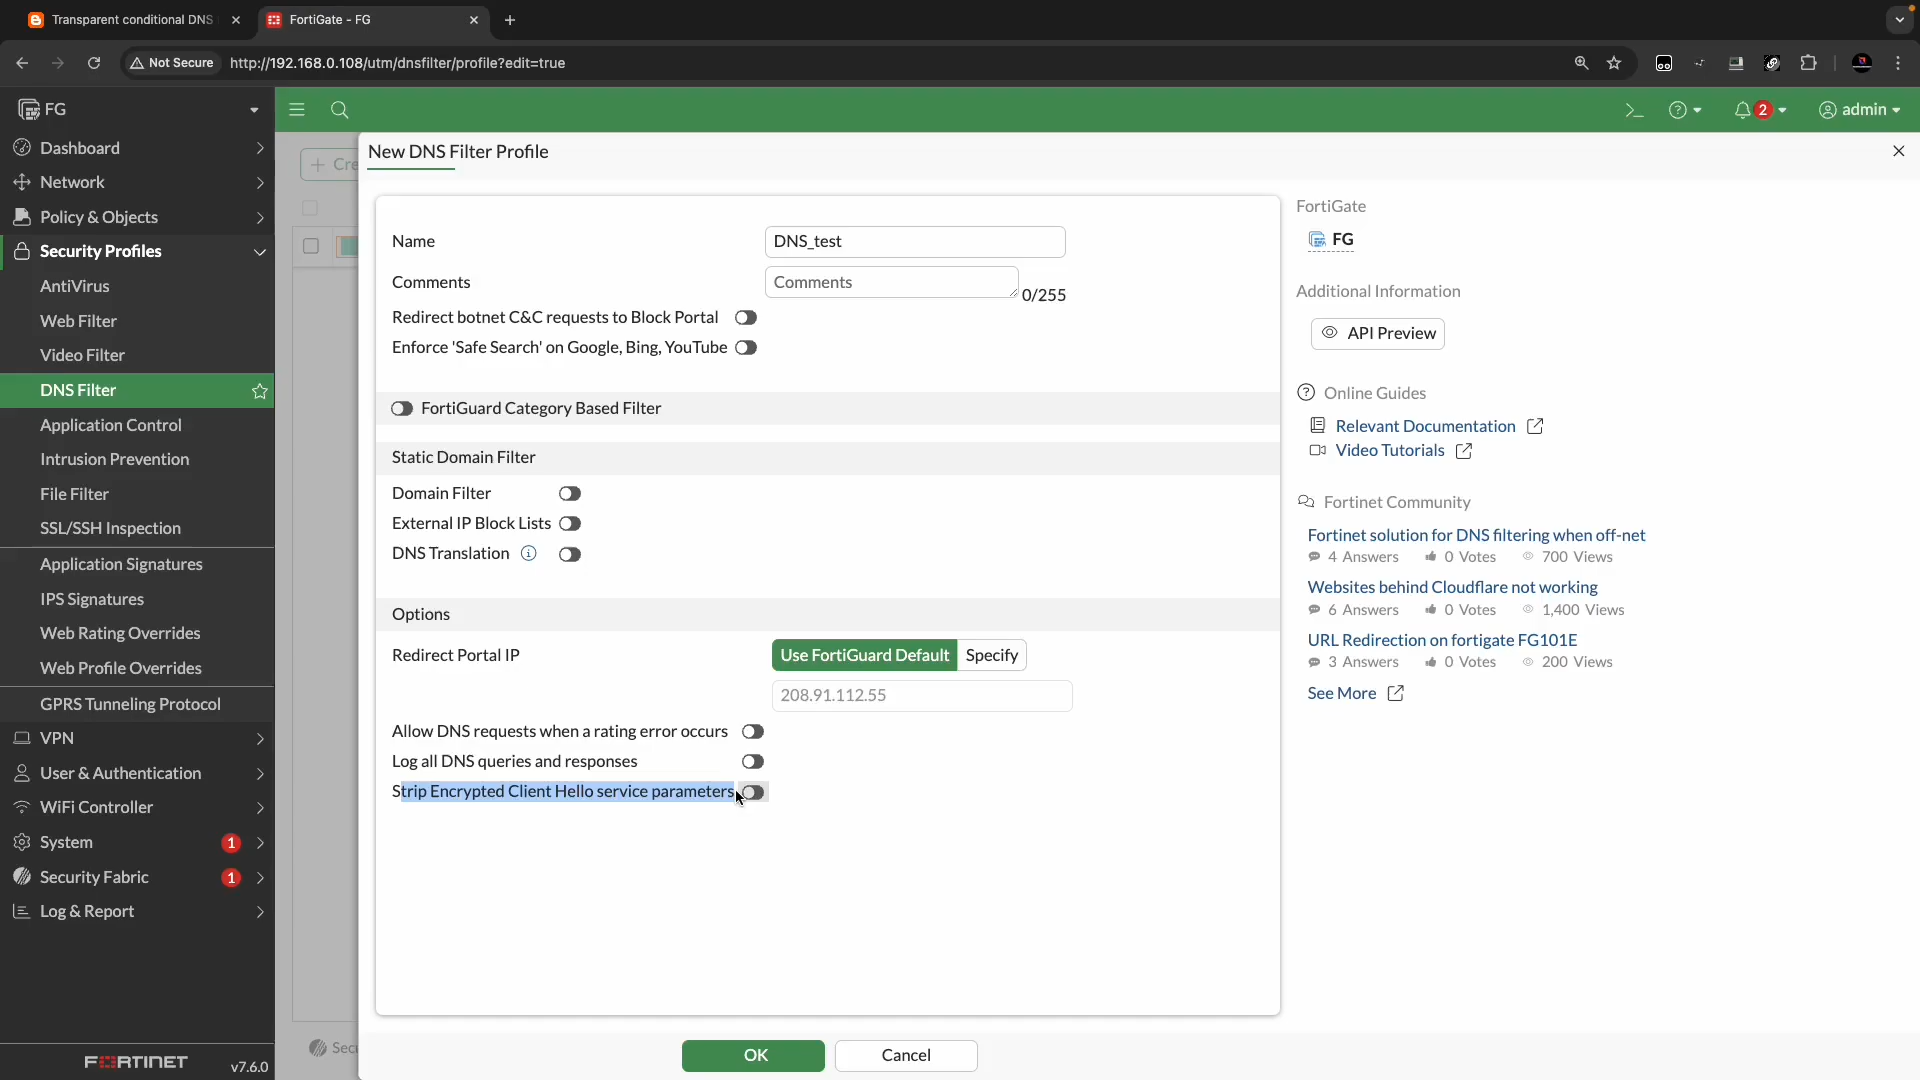 Transparent conditional DNS
FortiGate - FG
Not Secure
http://192.168.0.108/utm/dnsfilter/profile?edit=true
FG
2
admin
Dashboard
Network
Policy & Objects
Security Profiles
AntiVirus
Web Filter
Video Filter
DNS Filter
Application Control
Intrusion Prevention
File Filter
SSL/SSH Inspection
Application Signatures
IPS Signatures
Web Rating Overrides
Web Profile Overrides
GPRS Tunneling Protocol
VPN
User & Authentication
WiFi Controller
System 1
Security Fabric 1
Log & Report
FORTINET v7.6.0
Cre
Secu
New DNS Filter Profile
Name DNS_test
Comments Comments 0/255
Redirect botnet C&C requests to Block Portal
Enforce 'Safe Search' on Google, Bing, YouTube
FortiGuard Category Based Filter
Static Domain Filter
Domain Filter
External IP Block Lists
DNS Translation
Options
Redirect Portal IP Use FortiGuard Default Specify
208.91.112.55
Allow DNS requests when a rating error occurs
Log all DNS queries and responses
Strip Encrypted Client Hello service parameters
OK Cancel
FortiGate
FG
Additional Information
API Preview
Online Guides
Relevant Documentation
Video Tutorials
Fortinet Community
Fortinet solution for DNS filtering when off-net
4 Answers 0 Votes 700 Views
Websites behind Cloudflare not working
6 Answers 0 Votes 1,400 Views
URL Redirection on fortigate FG101E
3 Answers 0 Votes 200 Views
See More